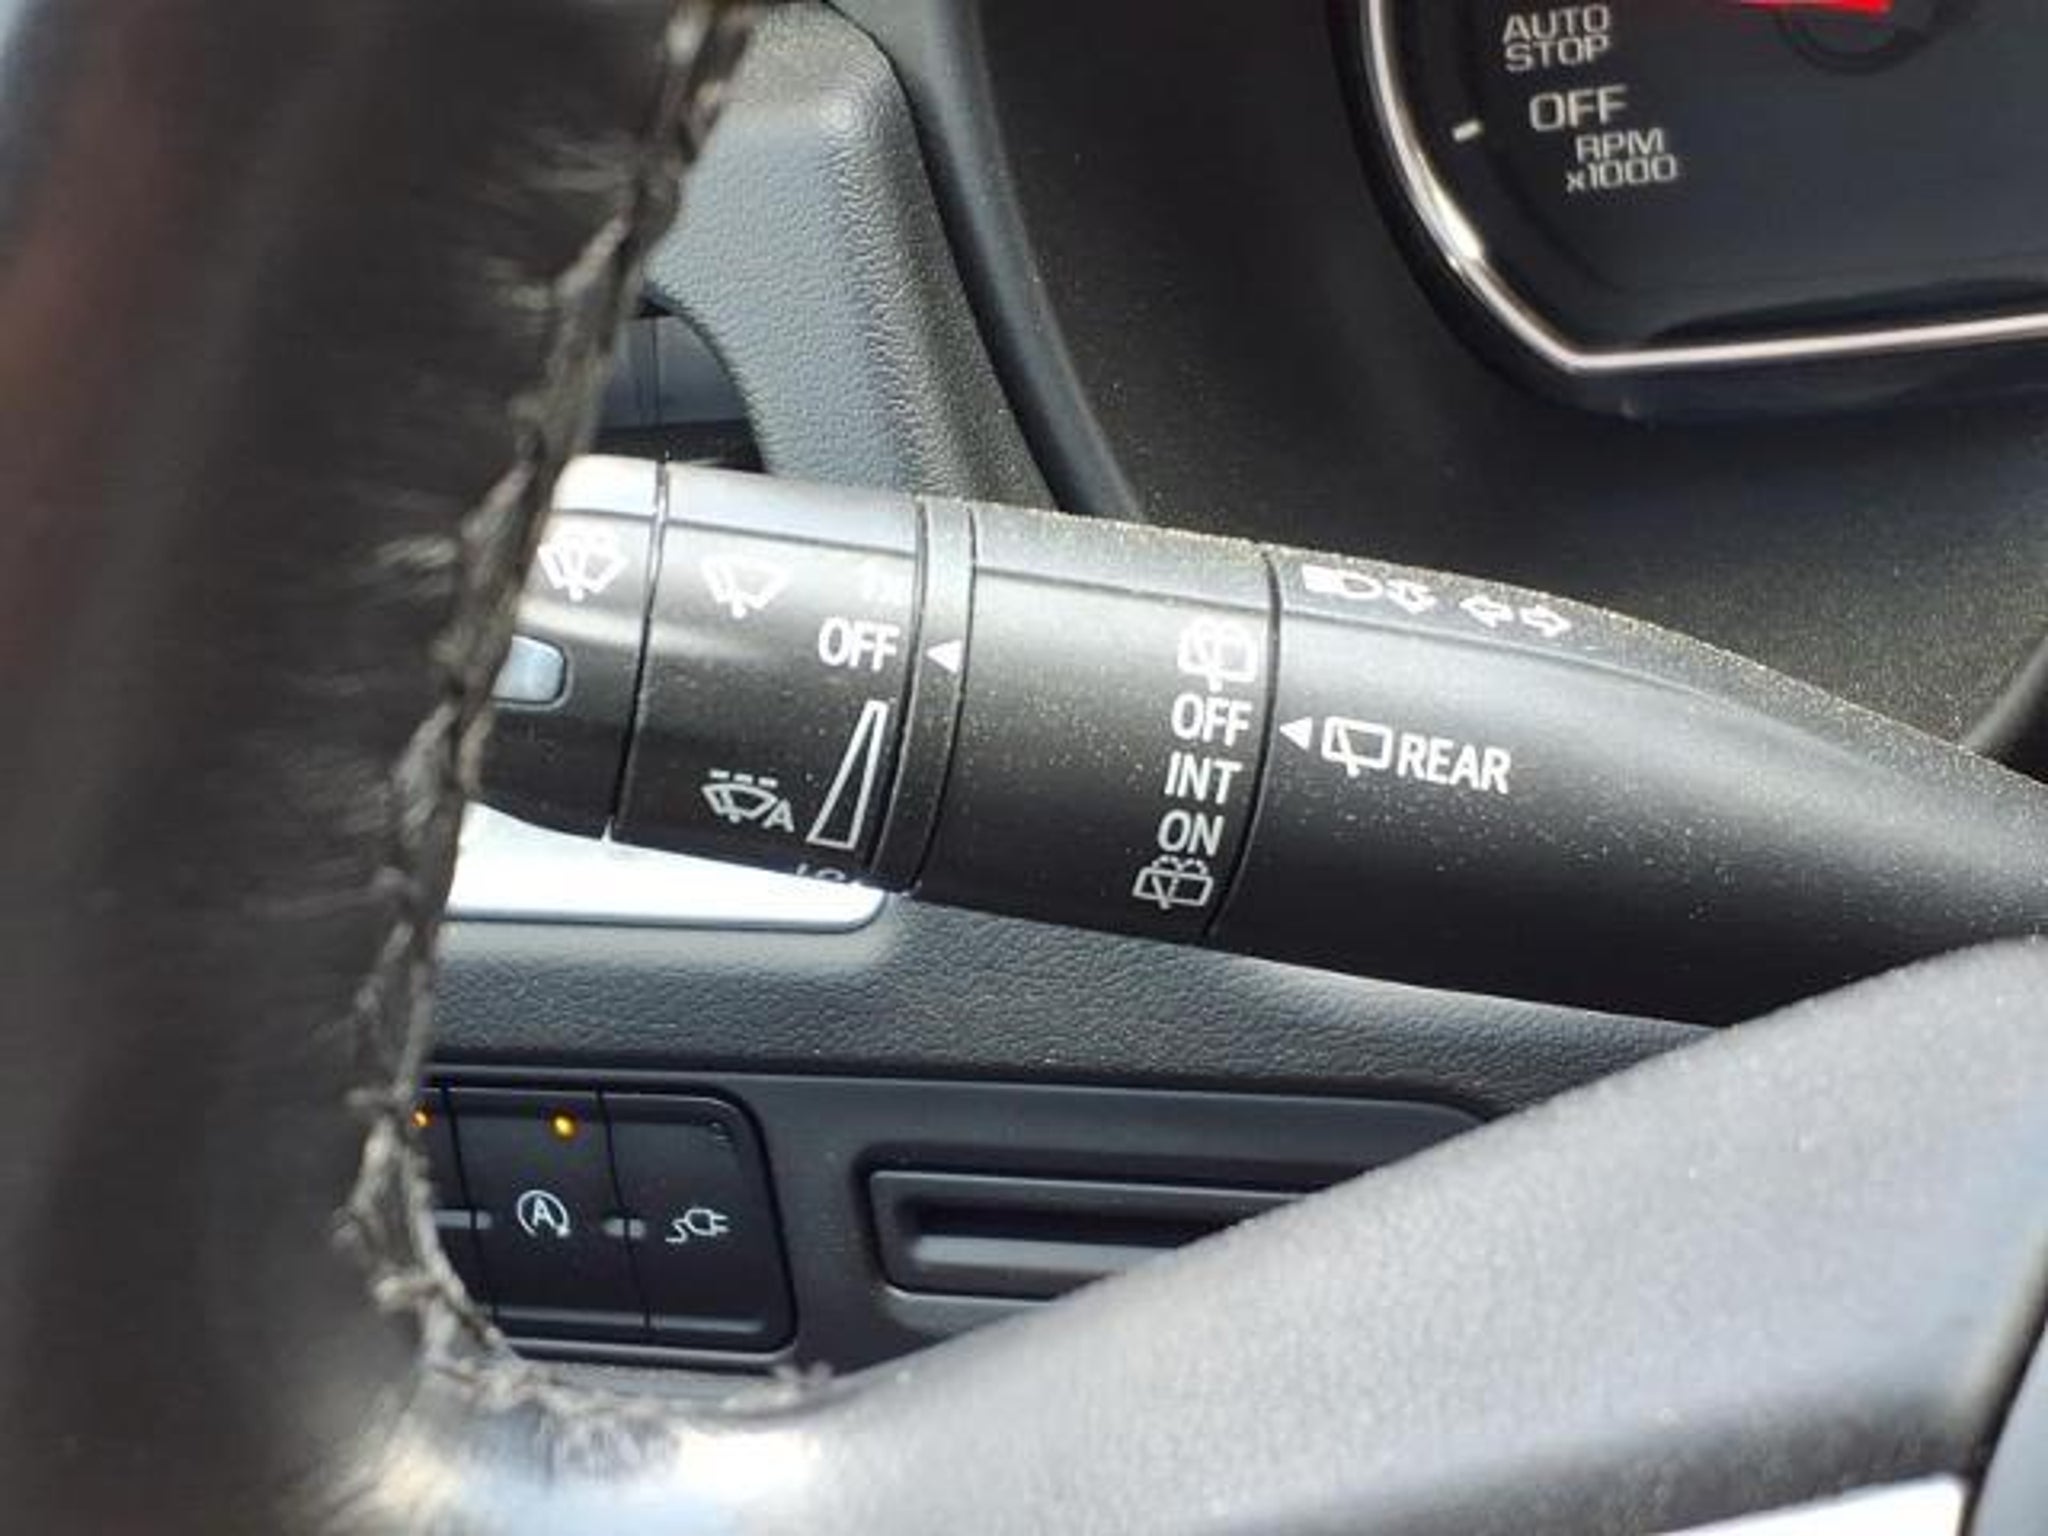 AUTO
STOP
OFF
RPM
x1000
OFF
OFF
INT
ON
REAR
A
A